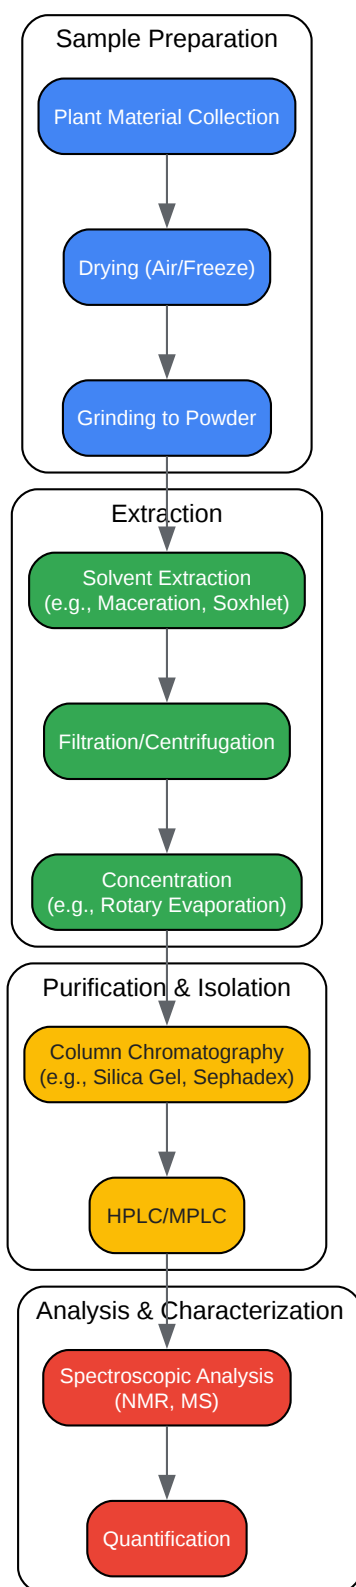 Sample Preparation
Plant Material Collection
Drying (Air/Freeze)
Grinding to Powder
Extraction
Solvent Extraction
(e.g., Maceration, Soxhlet)
Filtration/Centrifugation
Concentration
(e.g., Rotary Evaporation)
Purification & Isolation
Column Chromatography
(e.g., Silica Gel, Sephadex)
HPLC/MPLC
Analysis & Characterization
Spectroscopic Analysis
(NMR, MS)
Quantification